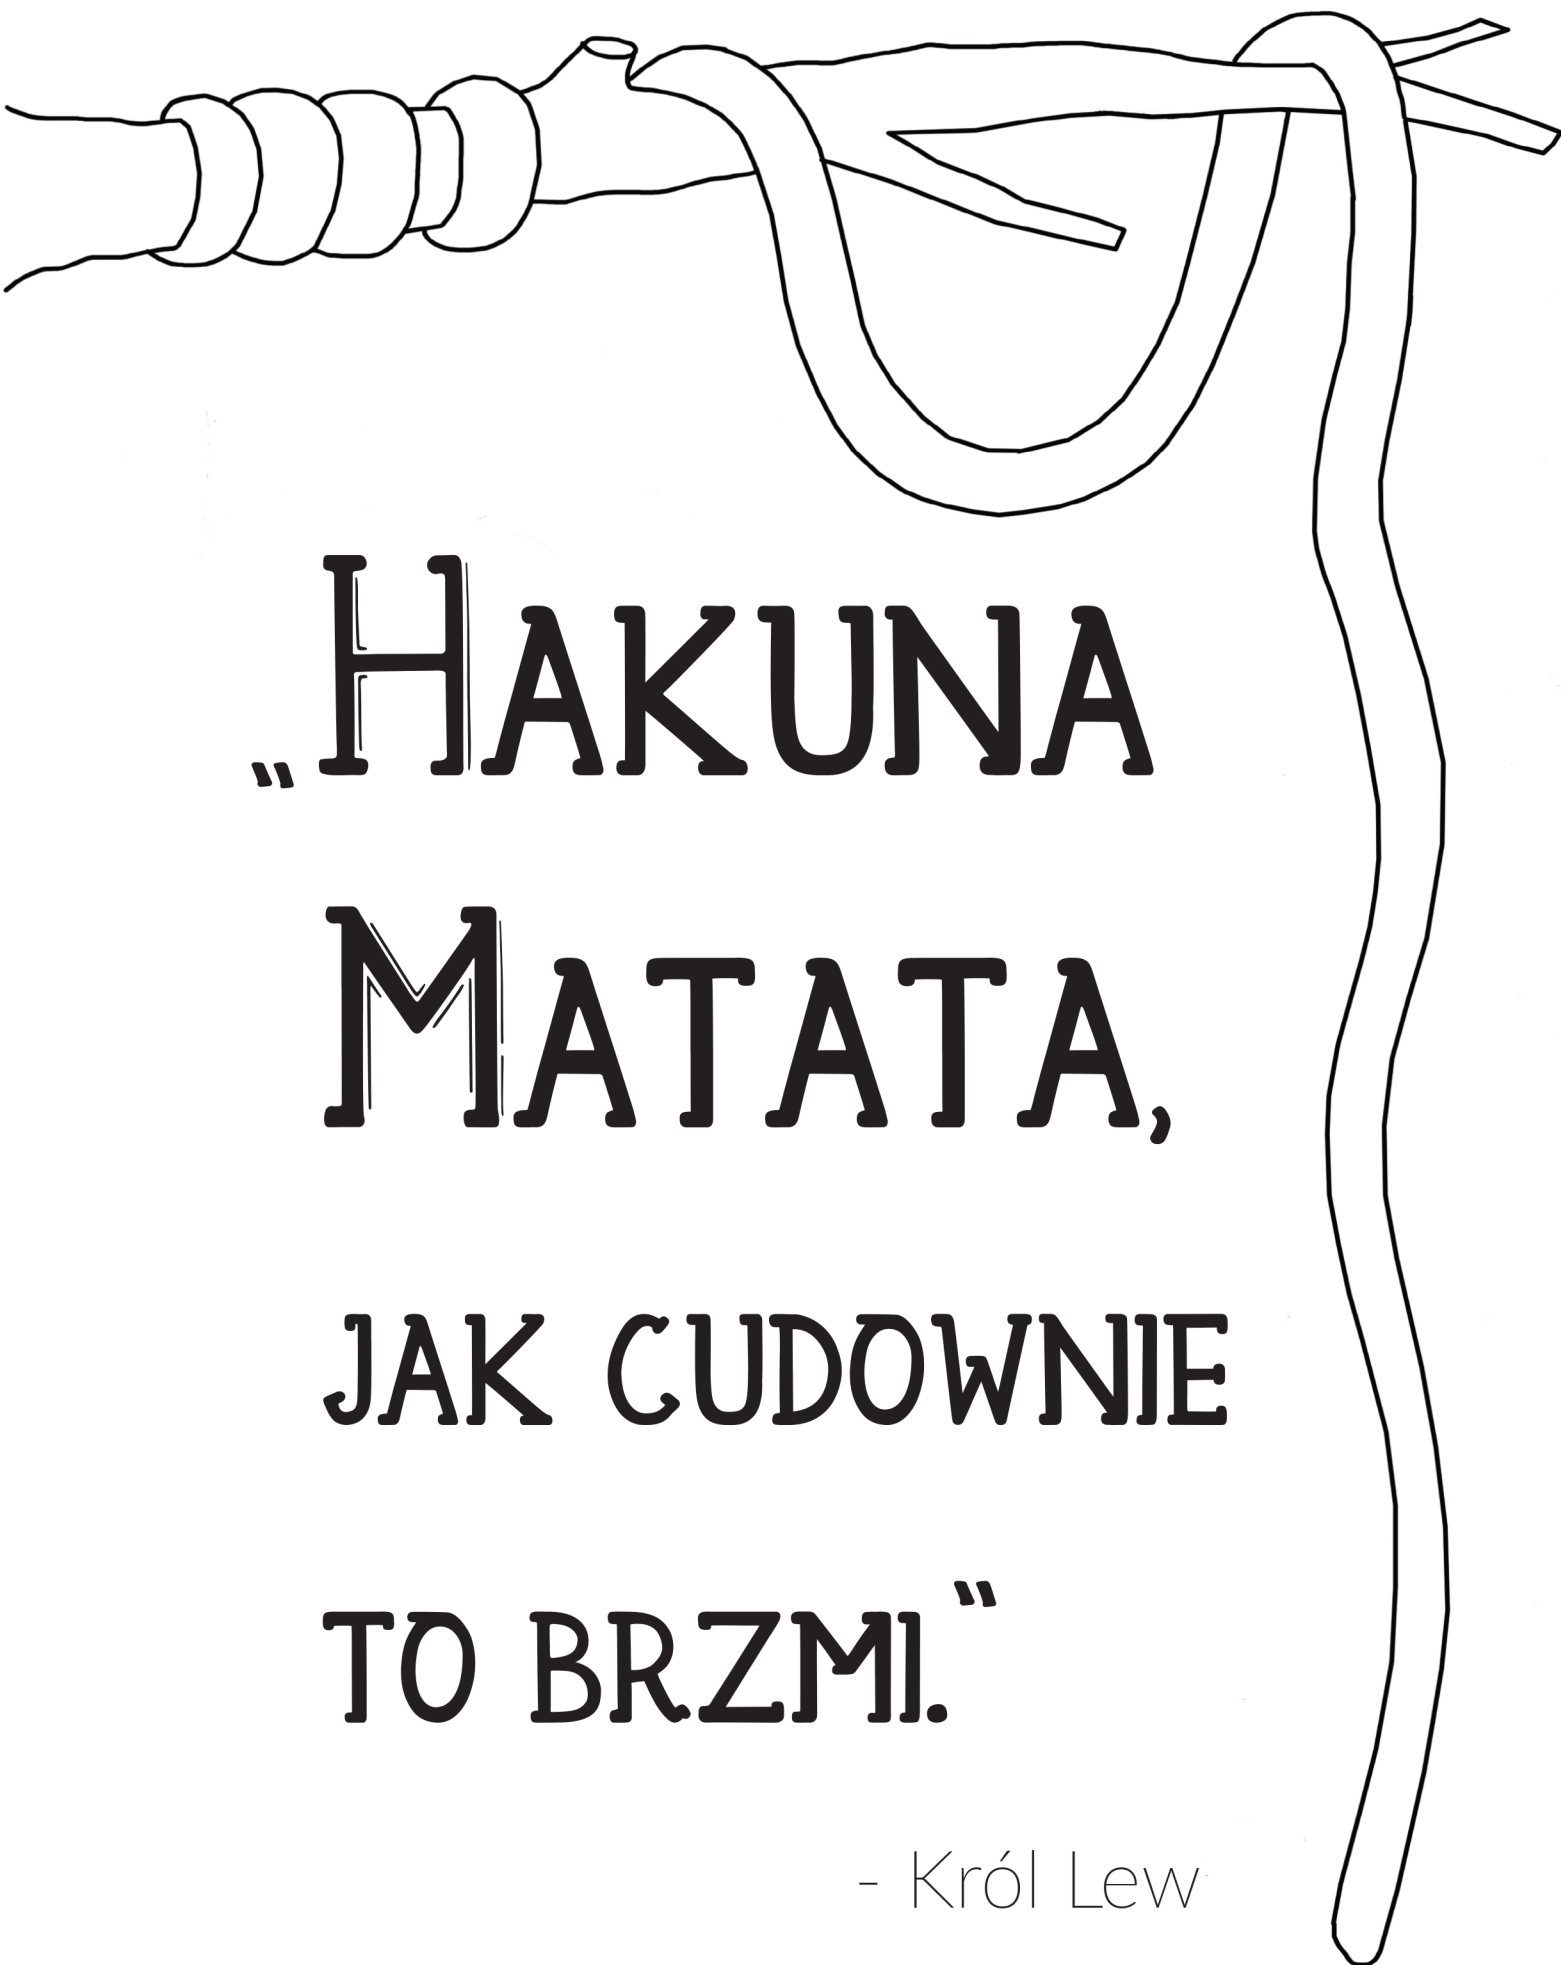 „Hakuna
Matata,
jak cudownie
to brzmi.“
- Król Lew